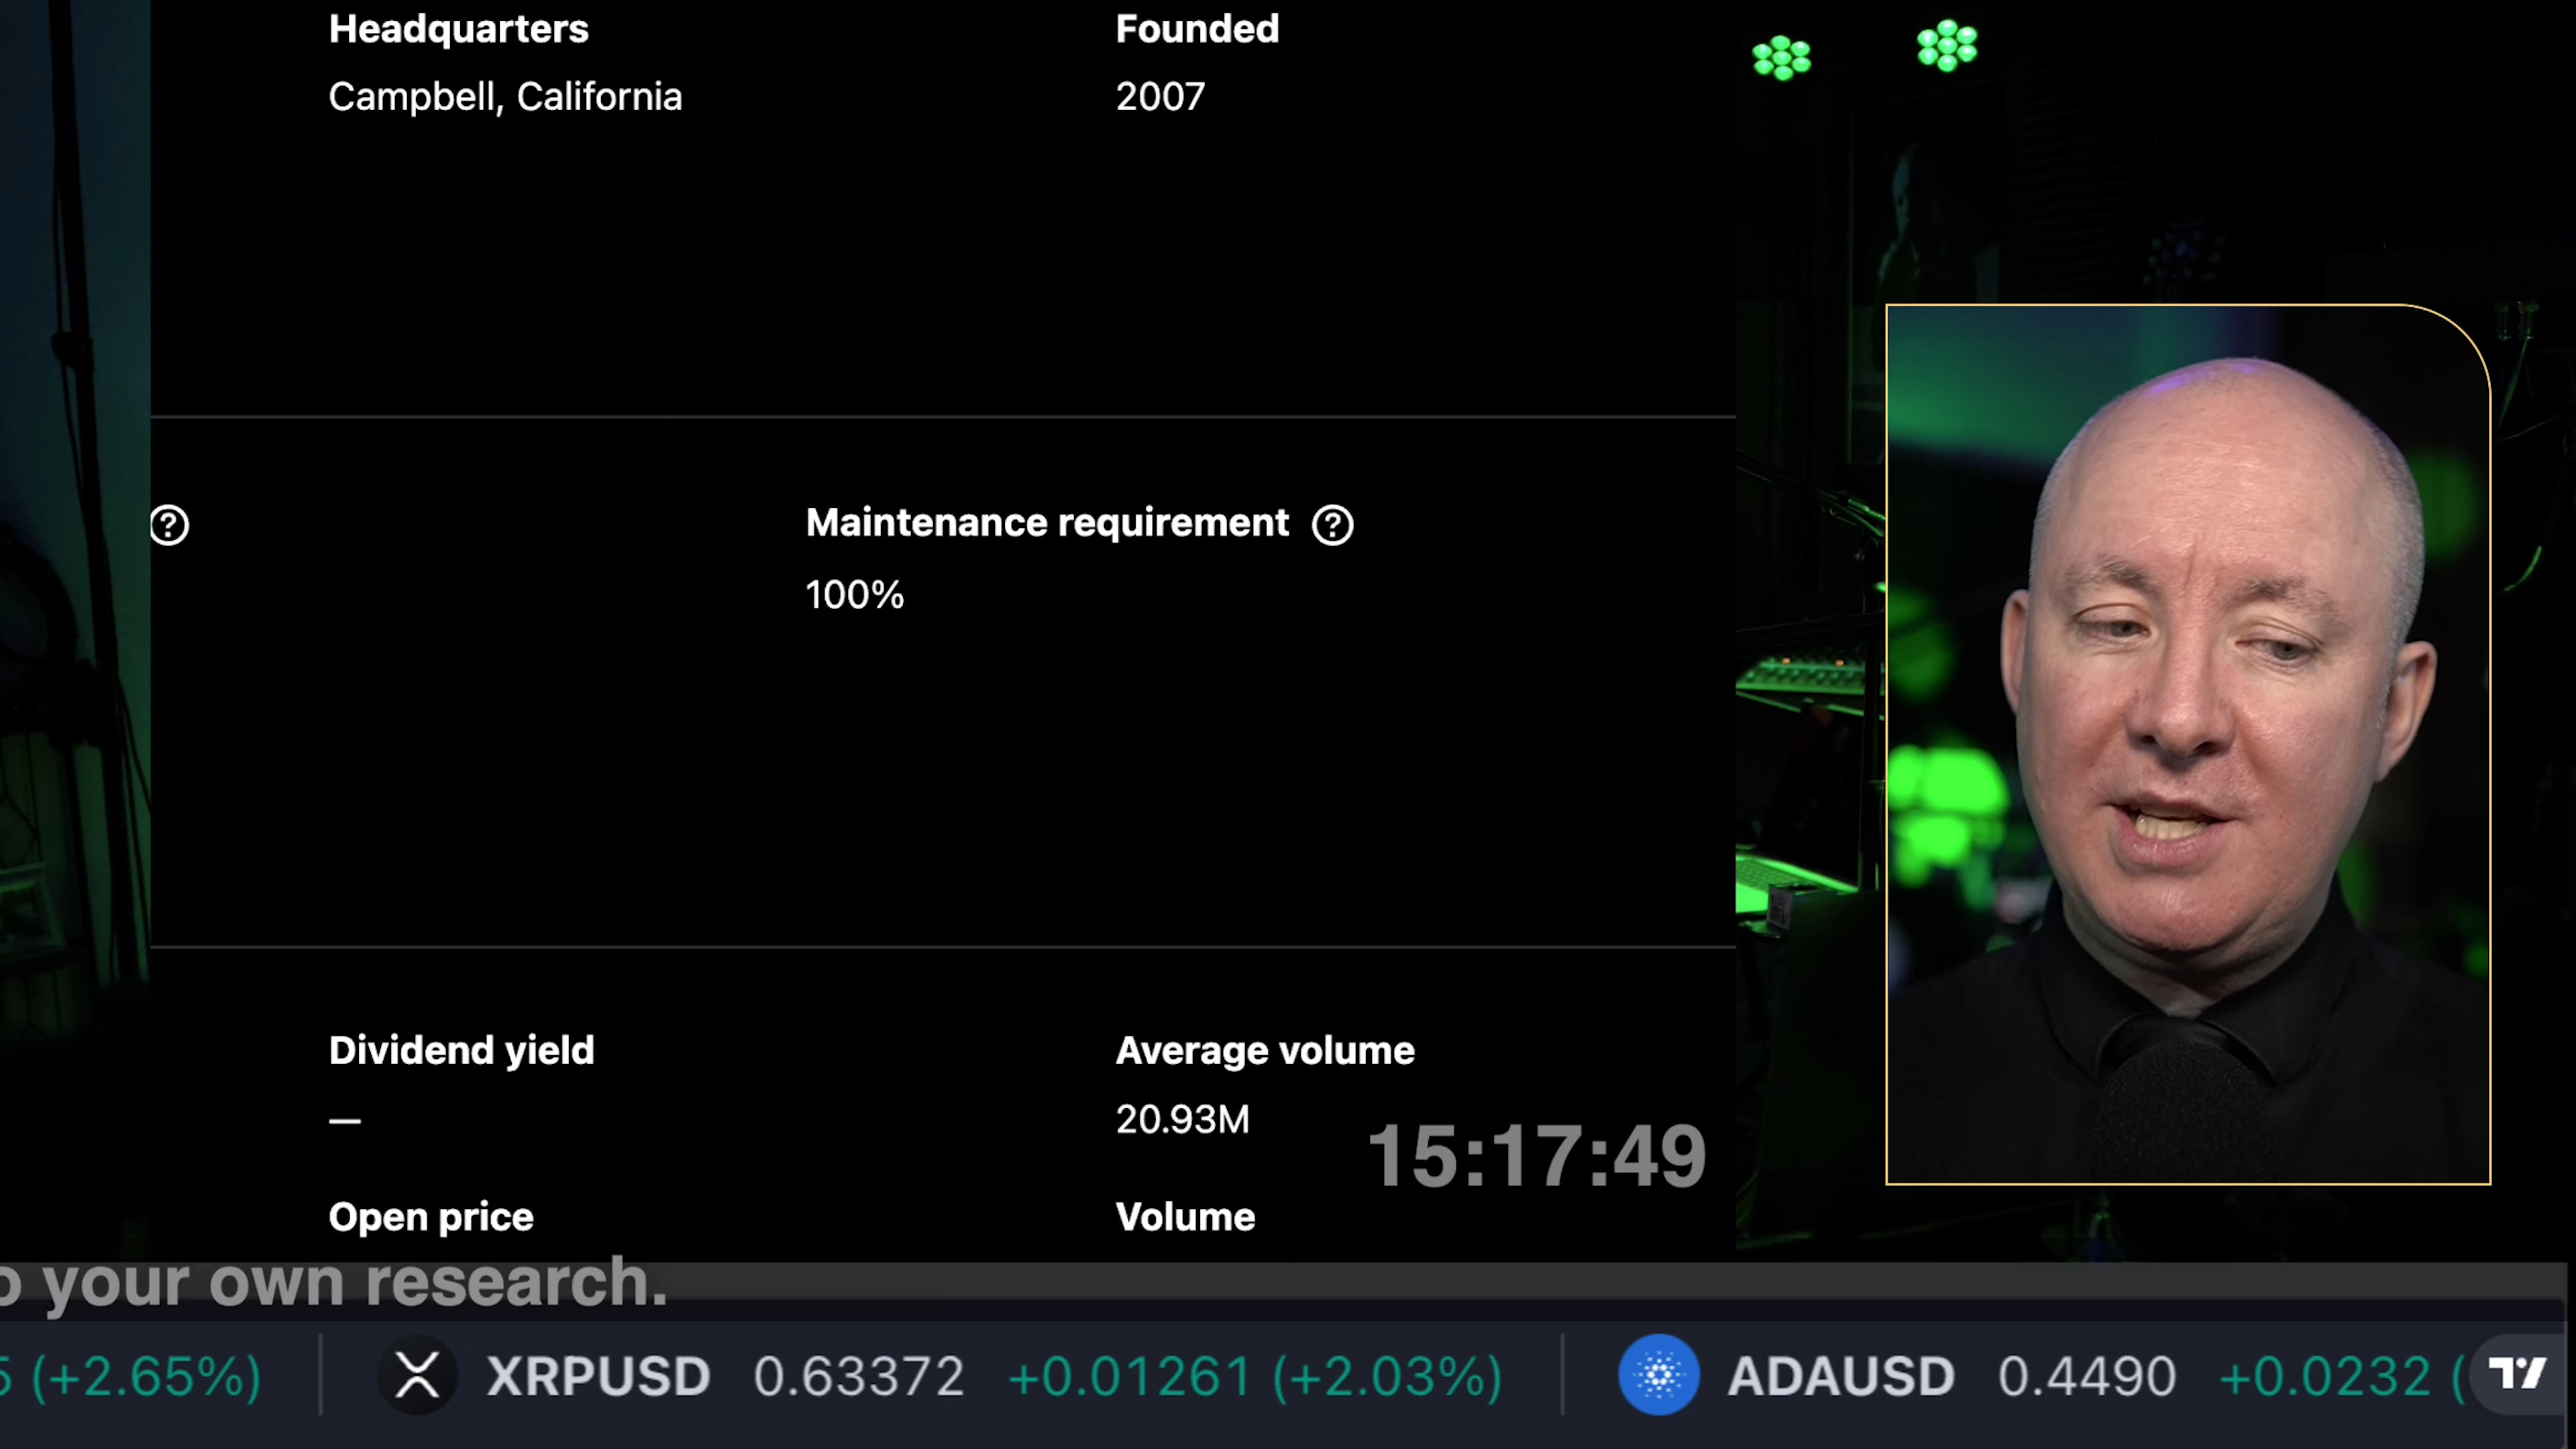 Headquarters
Founded
Campbell, California
2007
Maintenance requirement ?
100%
Dividend yield
Average volume
—
20.93M
15:17:49
Open price
Volume
o your own research.
5 (+2.65%)
XRPUSD 0.63372 +0.01261 (+2.03%)
ADAUSD 0.4490 +0.0232 (